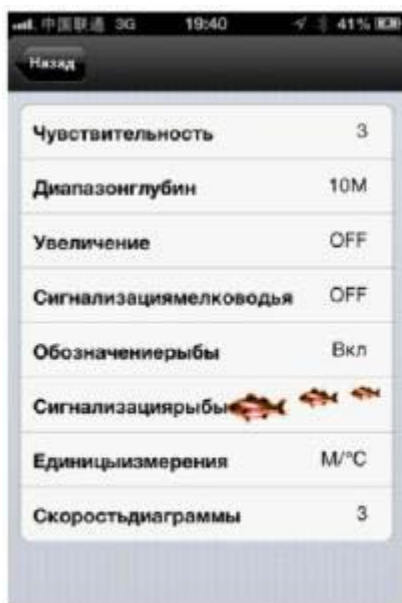 中国联通 3G 19:40 41%
Назад
Чувствительность 3
Диапазонглубин 10М
Увеличение OFF
Сигнализациямелководья OFF
Обозначениерыбы Вкл
Сигнализациярыбы
Единицыизмерения М/°С
Скоростьдиаграммы 3